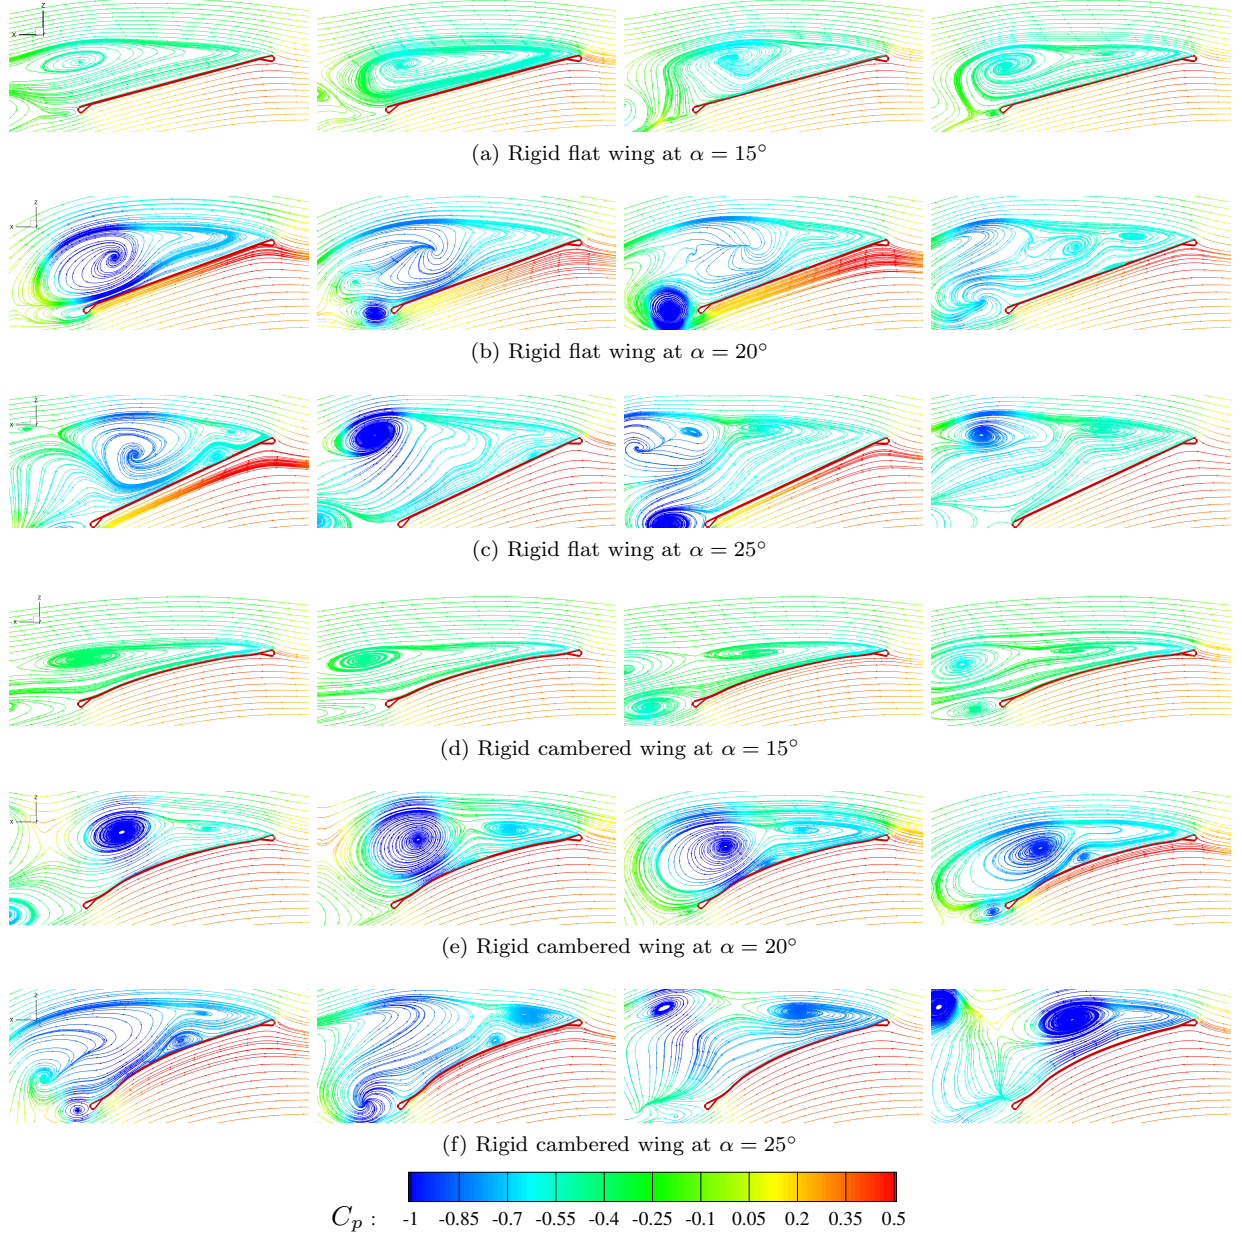 z
x
(a) Rigid flat wing at α = 15°
z
x
(b) Rigid flat wing at α = 20°
z
x
(c) Rigid flat wing at α = 25°
z
x
(d) Rigid cambered wing at α = 15°
z
x
(e) Rigid cambered wing at α = 20°
z
x
(f) Rigid cambered wing at α = 25°
C_p : -1 -0.85 -0.7 -0.55 -0.4 -0.25 -0.1 0.05 0.2 0.35 0.5